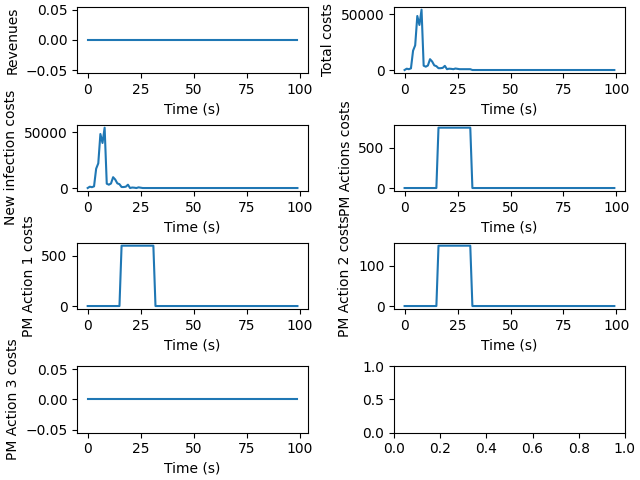 Revenues
0.05
0.00
−0.05
0 25 50 75 100
Time (s)
Total costs
50000
0
0 25 50 75 100
Time (s)
New infection costs
50000
0
0 25 50 75 100
Time (s)
PM Actions costs
500
0
0 25 50 75 100
Time (s)
PM Action 1 costs
500
0
0 25 50 75 100
Time (s)
PM Action 2 costs
100
0
0 25 50 75 100
Time (s)
PM Action 3 costs
0.05
0.00
−0.05
0 25 50 75 100
Time (s)
1.0
0.5
0.0
0.0 0.2 0.4 0.6 0.8 1.0